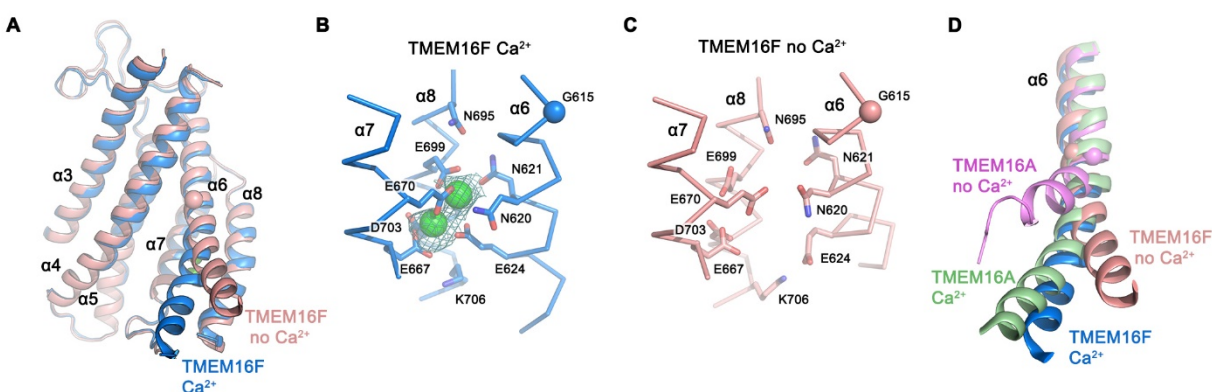 A
α3
α4
α5
α6
α7
α8
TMEM16F
no Ca²⁺
TMEM16F
Ca²⁺
B
TMEM16F Ca²⁺
α8
α6
G615
α7
N695
E699
N621
E670
N620
D703
E667
E624
K706
C
TMEM16F no Ca²⁺
α8
α6
G615
α7
N695
E699
N621
E670
N620
D703
E667
E624
K706
D
α6
TMEM16A
no Ca²⁺
TMEM16F
no Ca²⁺
TMEM16A
Ca²⁺
TMEM16F
Ca²⁺